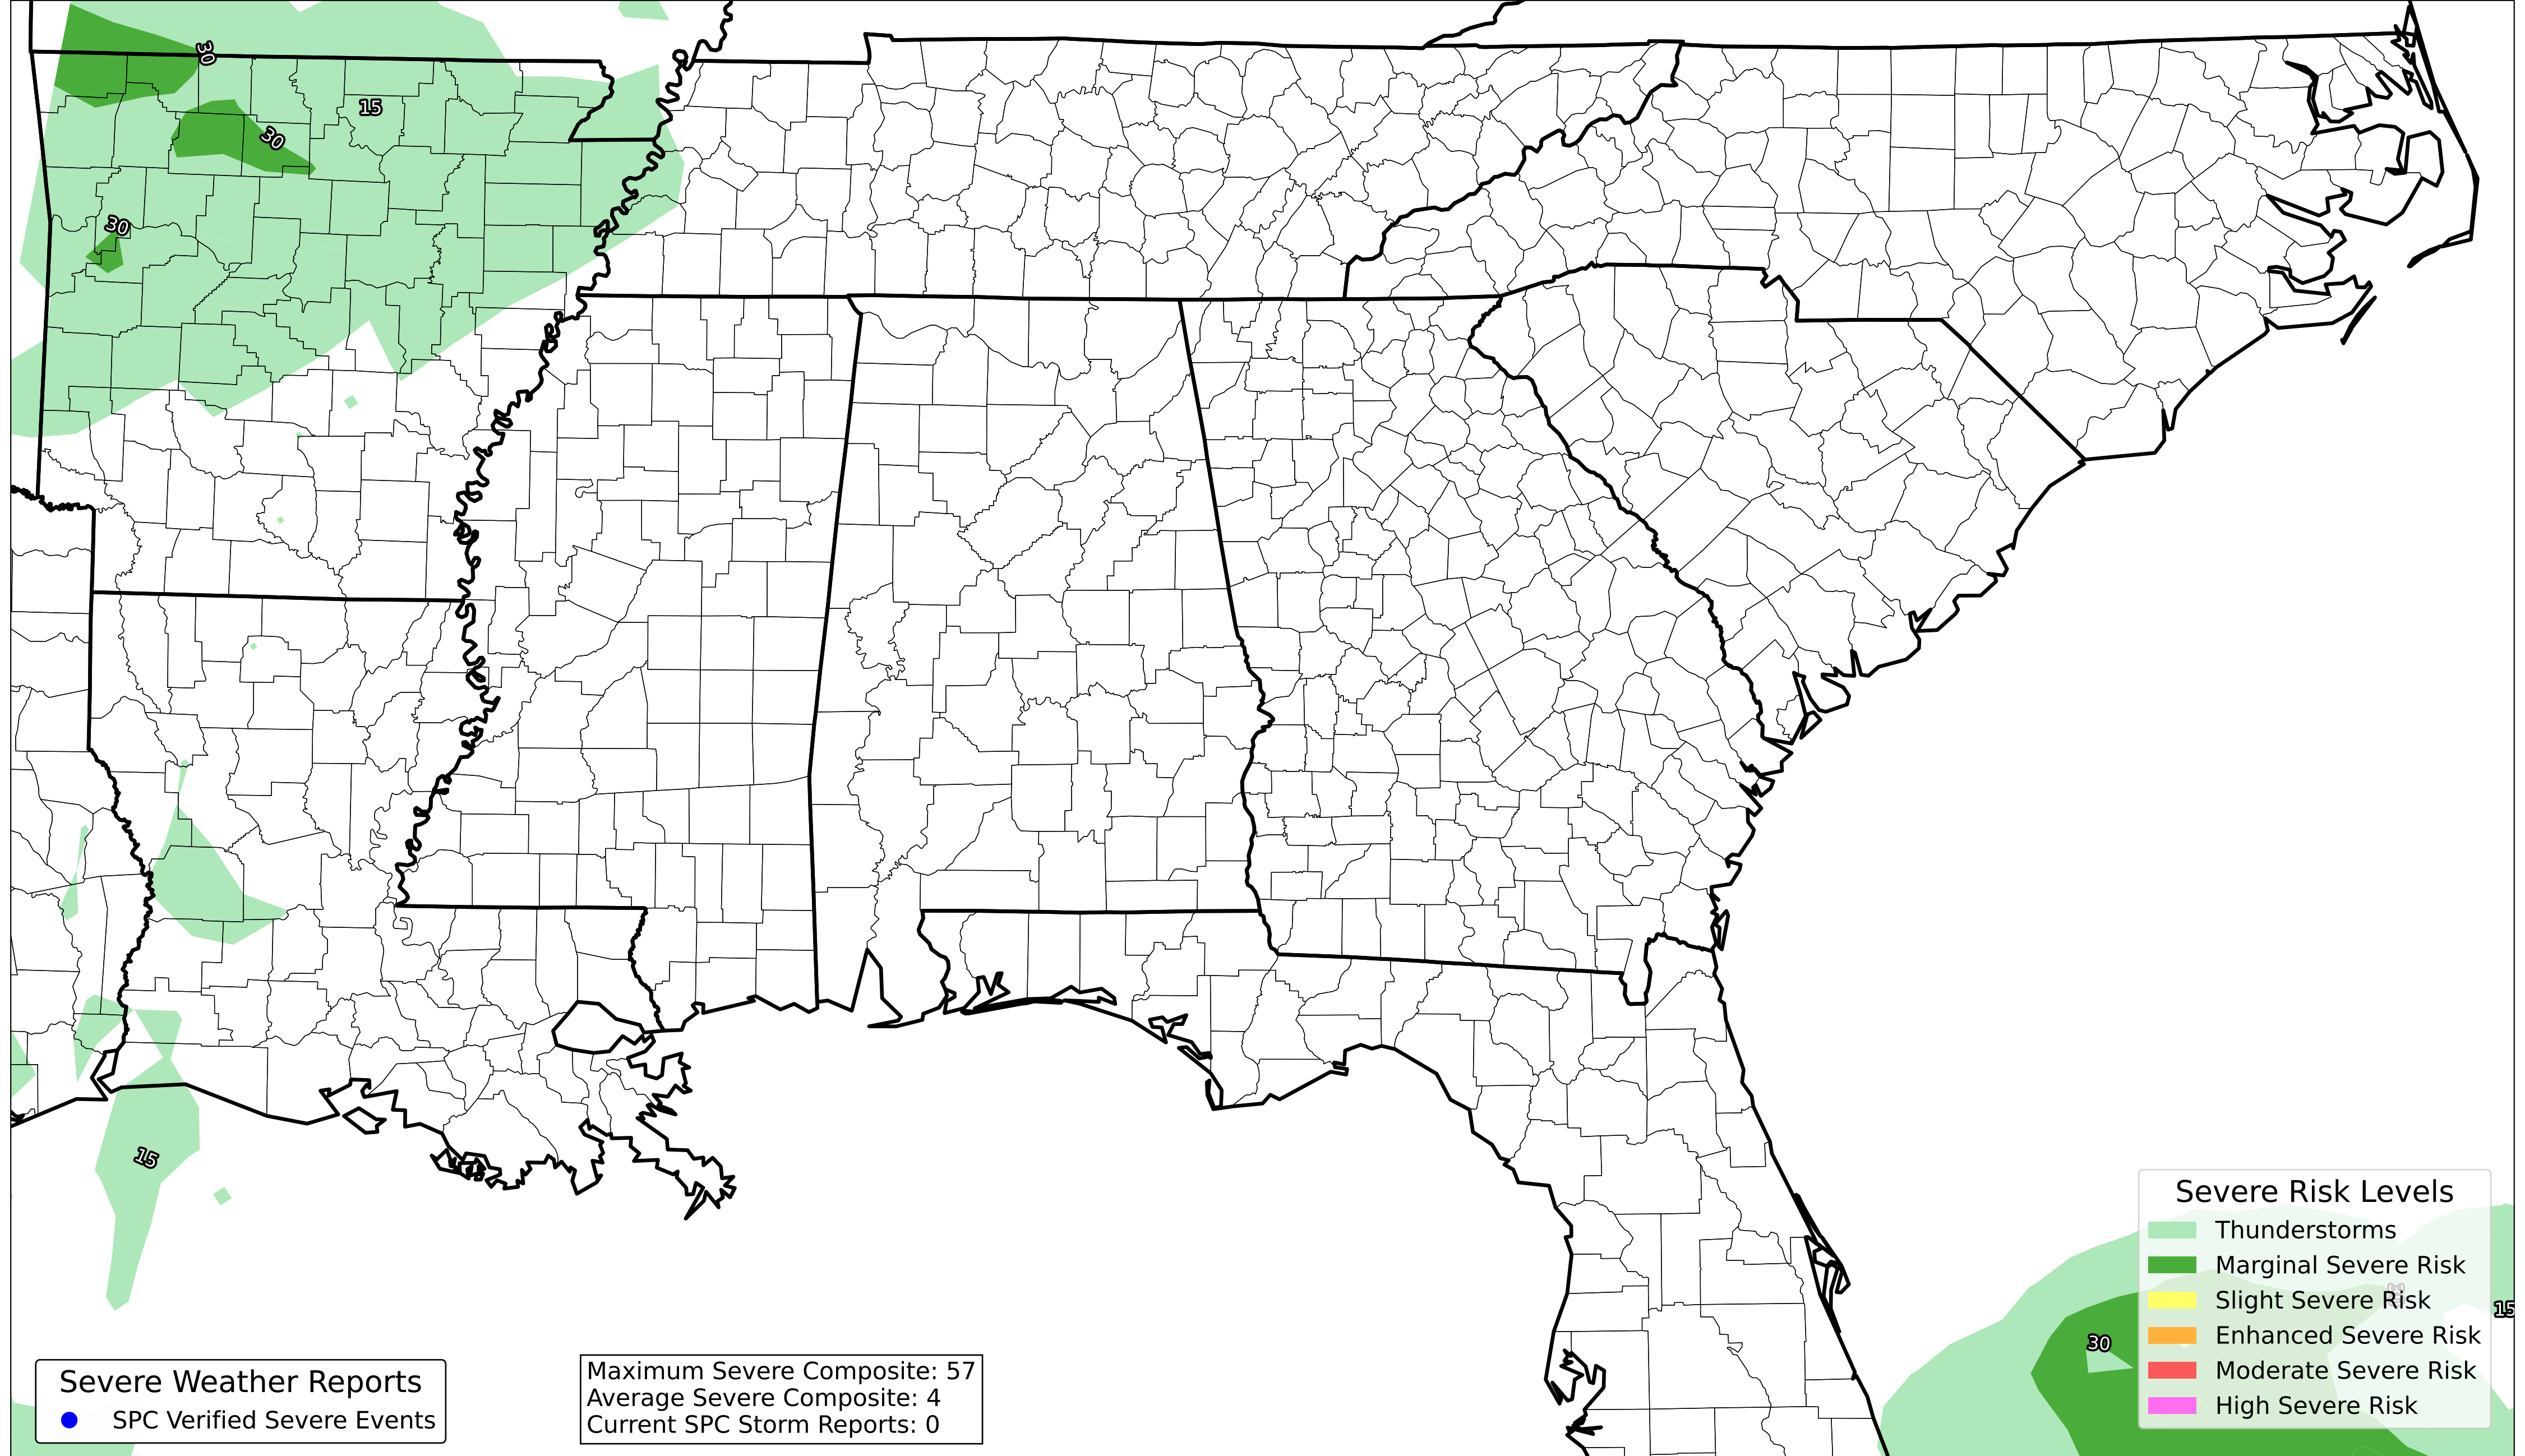 30
15
30
30
15
15
30
Severe Risk Levels
Thunderstorms
Marginal Severe Risk
Slight Severe Risk
Enhanced Severe Risk
Moderate Severe Risk
High Severe Risk
Severe Weather Reports
SPC Verified Severe Events
Maximum Severe Composite: 57
Average Severe Composite: 4
Current SPC Storm Reports: 0